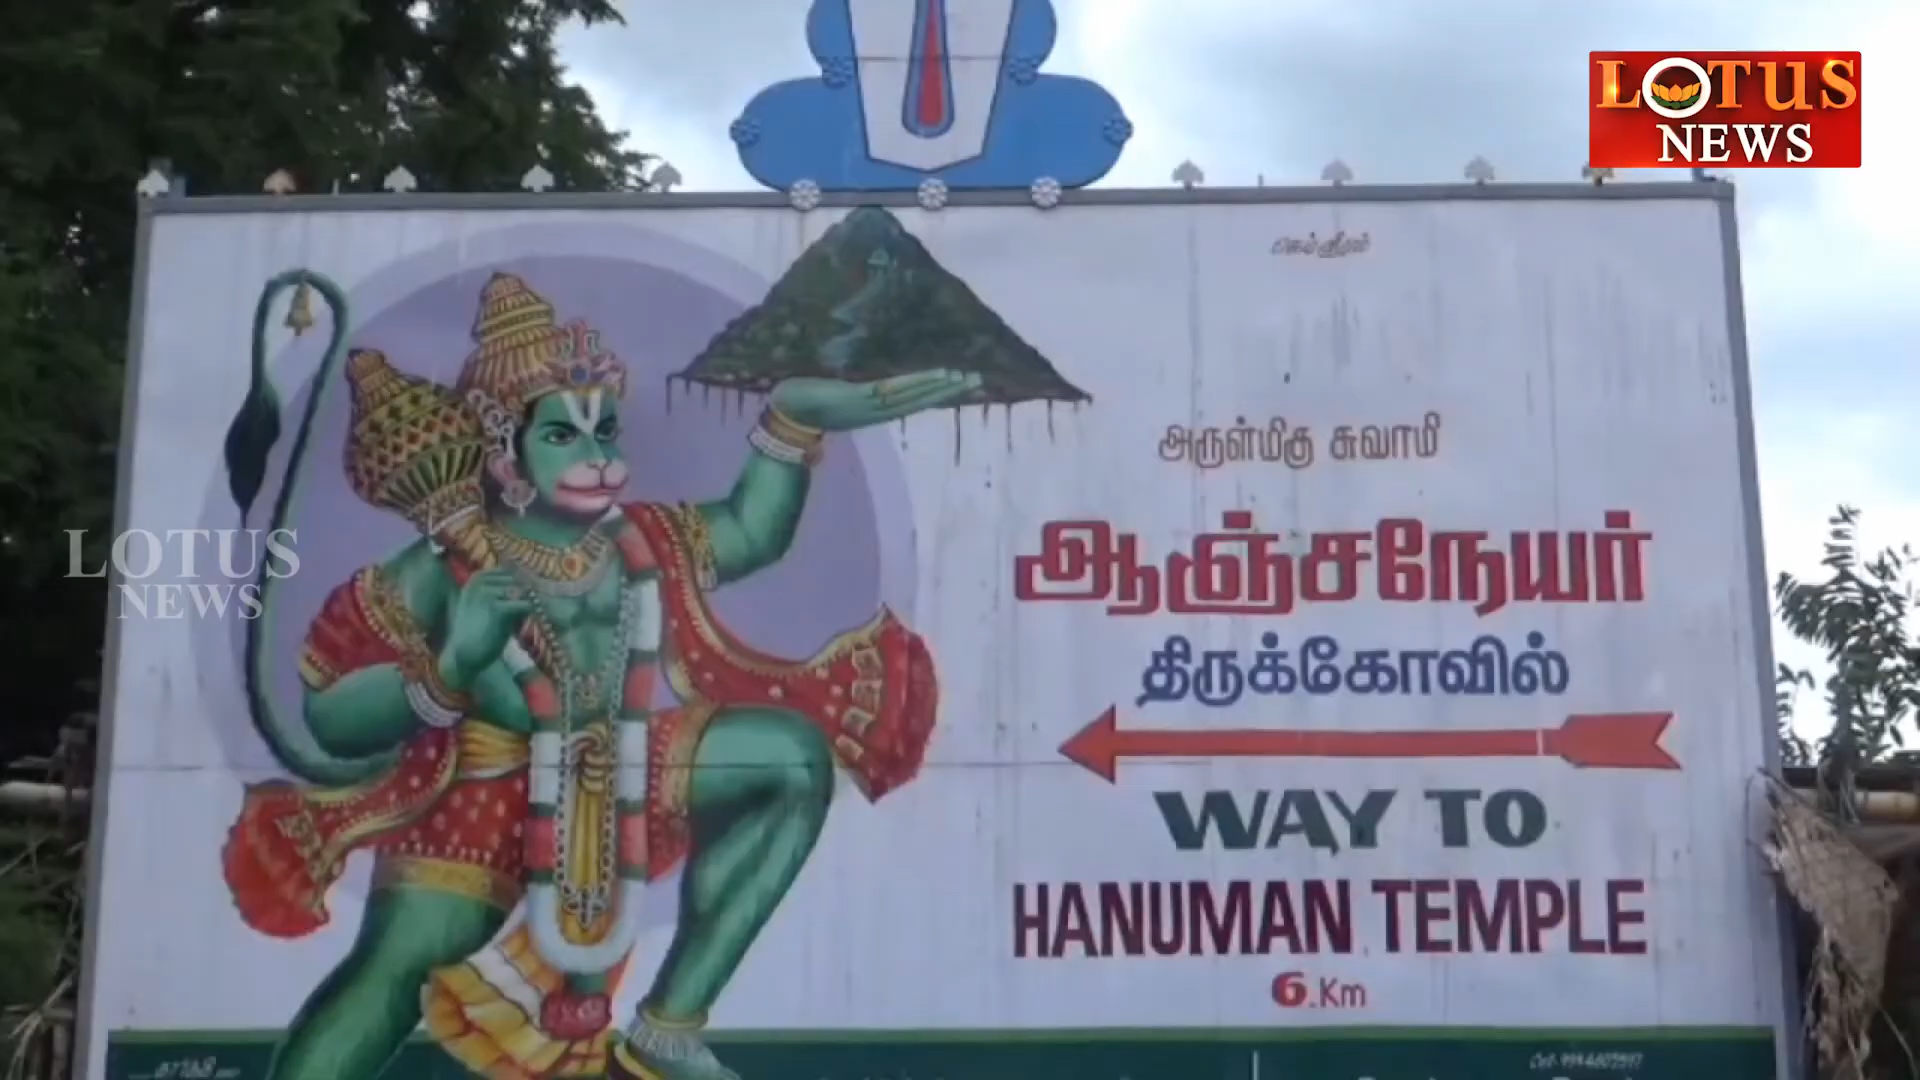 LOTUS
NEWS
ஜெய்ஸ்ரீராம்
அருள்மிகு சுவாமி
ஆஞ்சநேயர்
திருக்கோவில்
WAY TO
HANUMAN TEMPLE
6.Km
LOTUS
NEWS